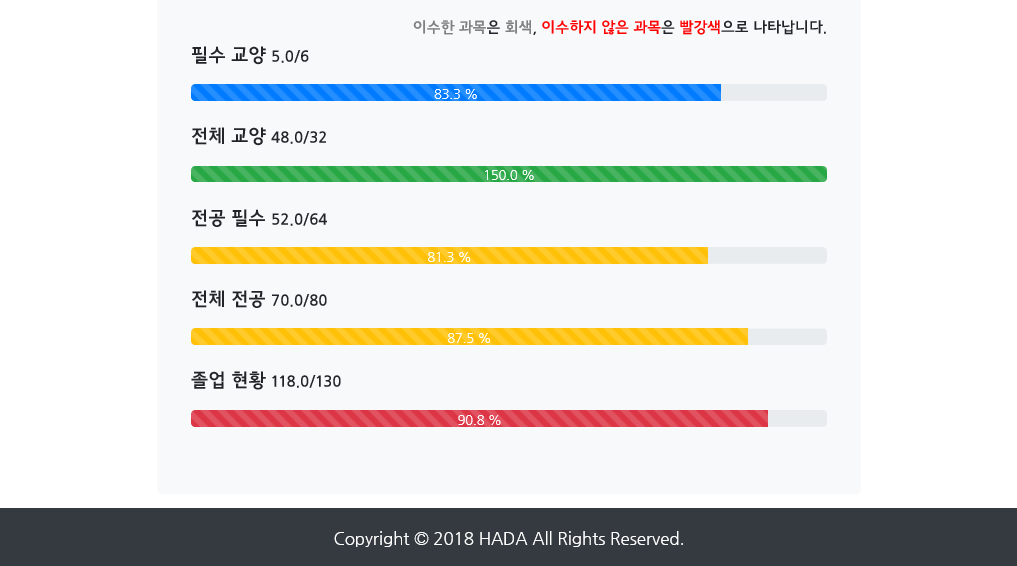 이수한 과목은 회색, 이수하지 않은 과목은 빨강색으로 나타납니다.
필수 교양 5.0/6
83.3 %
전체 교양 48.0/32
150.0 %
전공 필수 52.0/64
81.3 %
전체 전공 70.0/80
87.5 %
졸업 현황 118.0/130
90.8 %
Copyright © 2018 HADA All Rights Reserved.